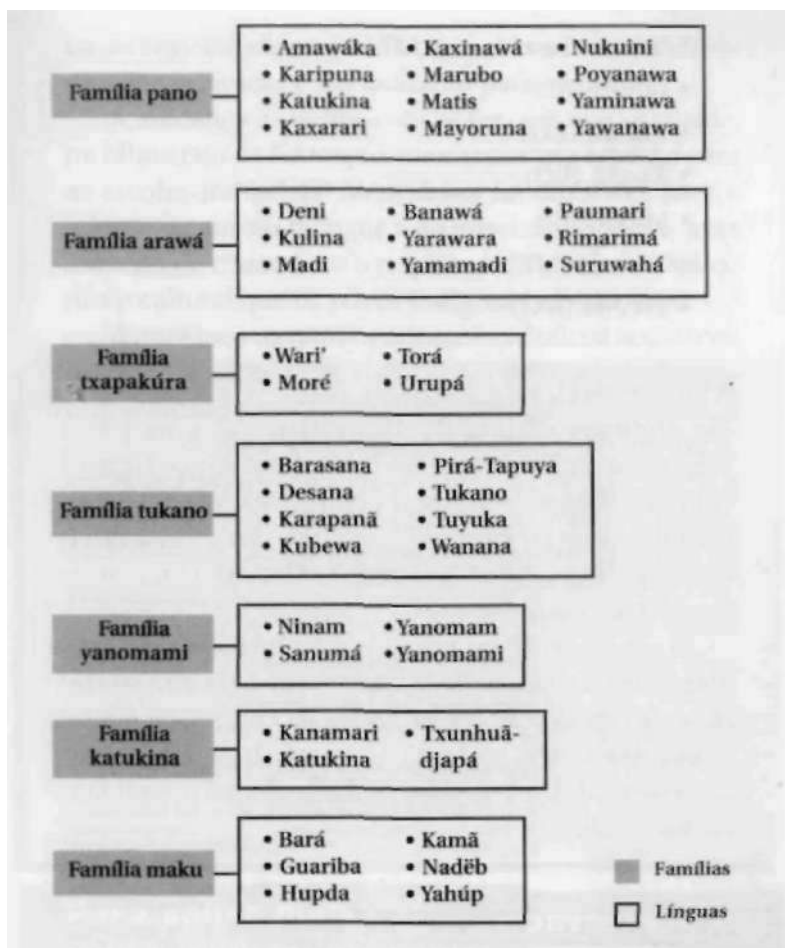 Família pano
• Amawáka • Kaxinawá • Nukuini
• Karipuna • Marubo • Poyanawa
• Katukina • Matis • Yaminawa
• Kaxarari • Mayoruna • Yawanawa
Família arawá
• Deni • Banawá • Paumari
• Kulina • Yarawara • Rimarimá
• Madi • Yamamadi • Suruwahá
Família
txapakúra
• Wari' • Torá
• Moré • Urupá
Família tukano
• Barasana • Pirá-Tapuya
• Desana • Tukano
• Karapanã • Tuyuka
• Kubewa • Wanana
Família
yanomami
• Ninam • Yanomam
• Sanumá • Yanomami
Família
katukina
• Kanamari • Txunhuã-
• Katukina djapá
Família maku
• Bará • Kamã
• Guariba • Nadëb
• Hupda • Yahúp
Famílias
Línguas